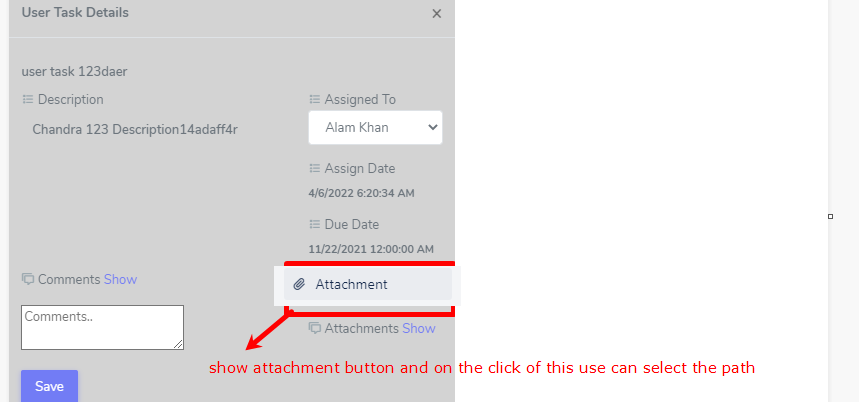 User Task Details ×
user task 123daer
Description
Assigned To
Chandra 123 Description14adaff4r
Alam Khan
Assign Date
4/6/2022 6:20:34 AM
Due Date
11/22/2021 12:00:00 AM
Comments Show
Attachment
Comments..
Attachments Show
show attachment button and on the click of this use can select the path
Save